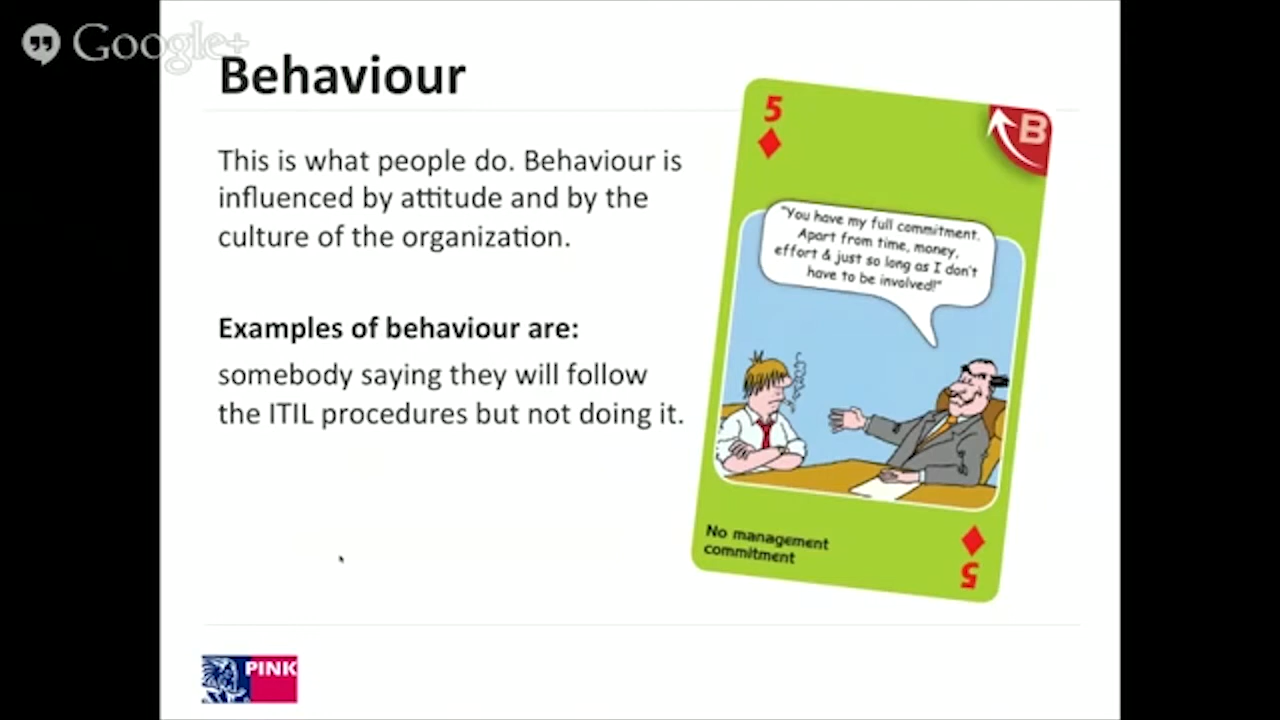 Google+
Behaviour
This is what people do. Behaviour is
influenced by attitude and by the
culture of the organization.
Examples of behaviour are:
somebody saying they will follow
the ITIL procedures but not doing it.
5
B
"You have my full commitment.
Apart from time, money,
effort & just so long as I don't
have to be involved!"
No management
commitment
5
PINK